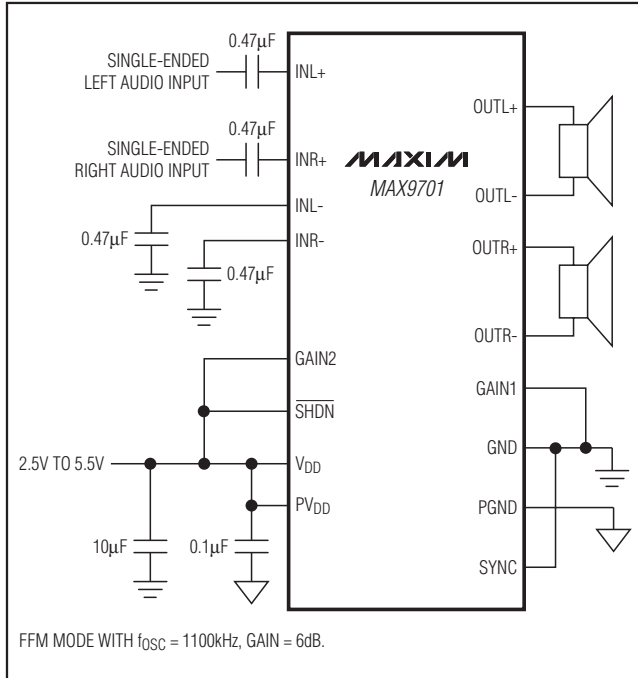 0.47µF
SINGLE-ENDED
LEFT AUDIO INPUT
INL+
OUTL+
0.47µF
SINGLE-ENDED
RIGHT AUDIO INPUT
INR+
MAXIM
MAX9701
INL-
OUTL-
0.47µF
INR-
OUTR+
0.47µF
OUTR-
GAIN2
GAIN1
SHDN
GND
2.5V TO 5.5V
VDD
PVDD
PGND
10µF
0.1µF
SYNC
FFM MODE WITH fOSC = 1100kHz, GAIN = 6dB.